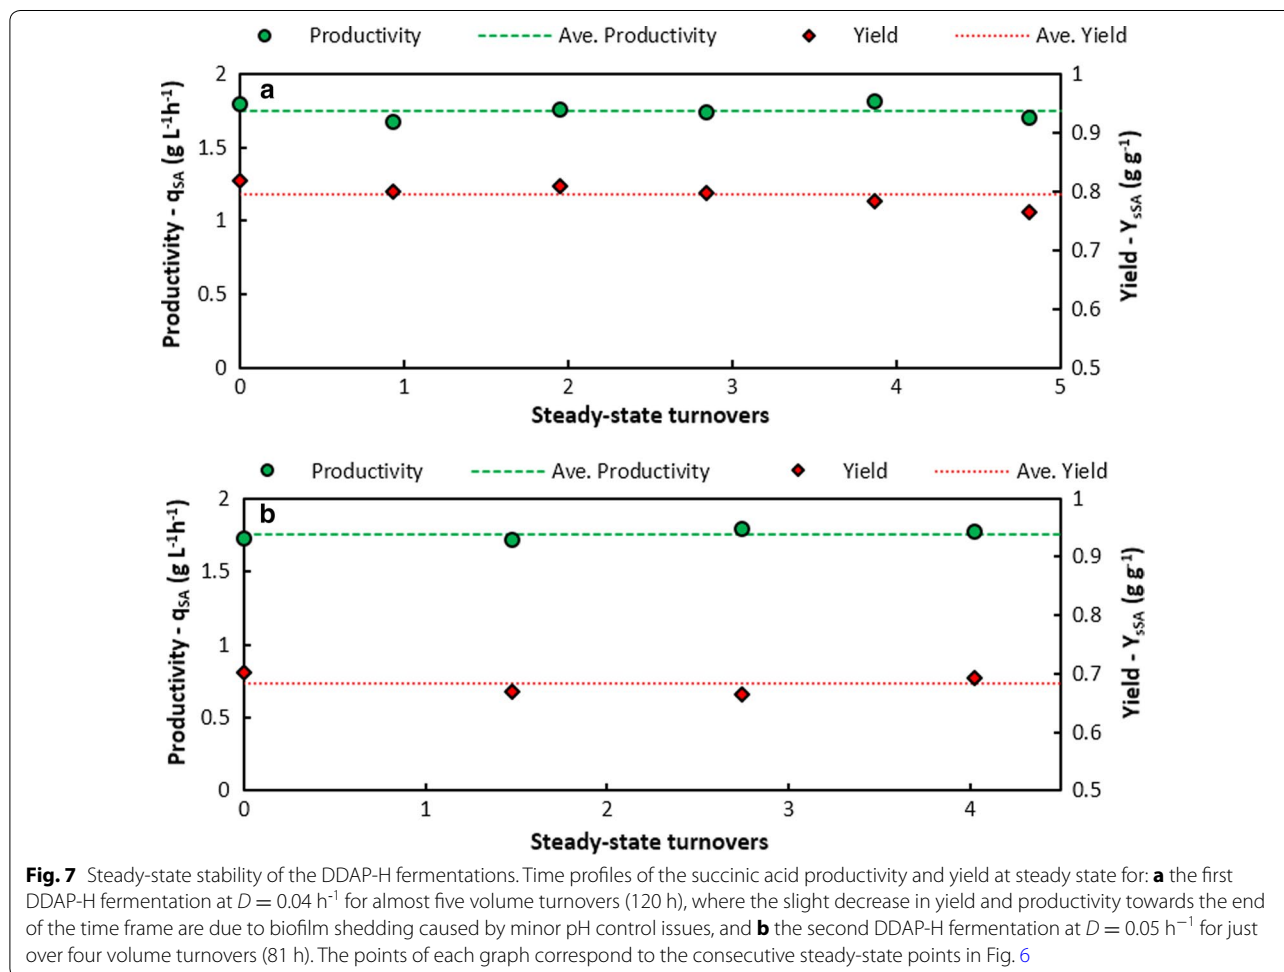 Productivity Ave. Productivity Yield Ave. Yield
a
Productivity - qSA (g L-1h-1)
2
1.5
1
0.5
0
Yield - YsSA (g g-1)
1
0.9
0.8
0.7
0.6
0.5
0 1 2 3 4 5
Steady-state turnovers
Productivity Ave. Productivity Yield Ave. Yield
b
Productivity - qSA (g L-1h-1)
2
1.5
1
0.5
0
Yield - YsSA (g g-1)
1
0.9
0.8
0.7
0.6
0.5
0 1 2 3 4
Steady-state turnovers
Fig. 7 Steady-state stability of the DDAP-H fermentations. Time profiles of the succinic acid productivity and yield at steady state for: a the first
DDAP-H fermentation at D = 0.04 h-1 for almost five volume turnovers (120 h), where the slight decrease in yield and productivity towards the end
of the time frame are due to biofilm shedding caused by minor pH control issues, and b the second DDAP-H fermentation at D = 0.05 h−1 for just
over four volume turnovers (81 h). The points of each graph correspond to the consecutive steady-state points in Fig. 6